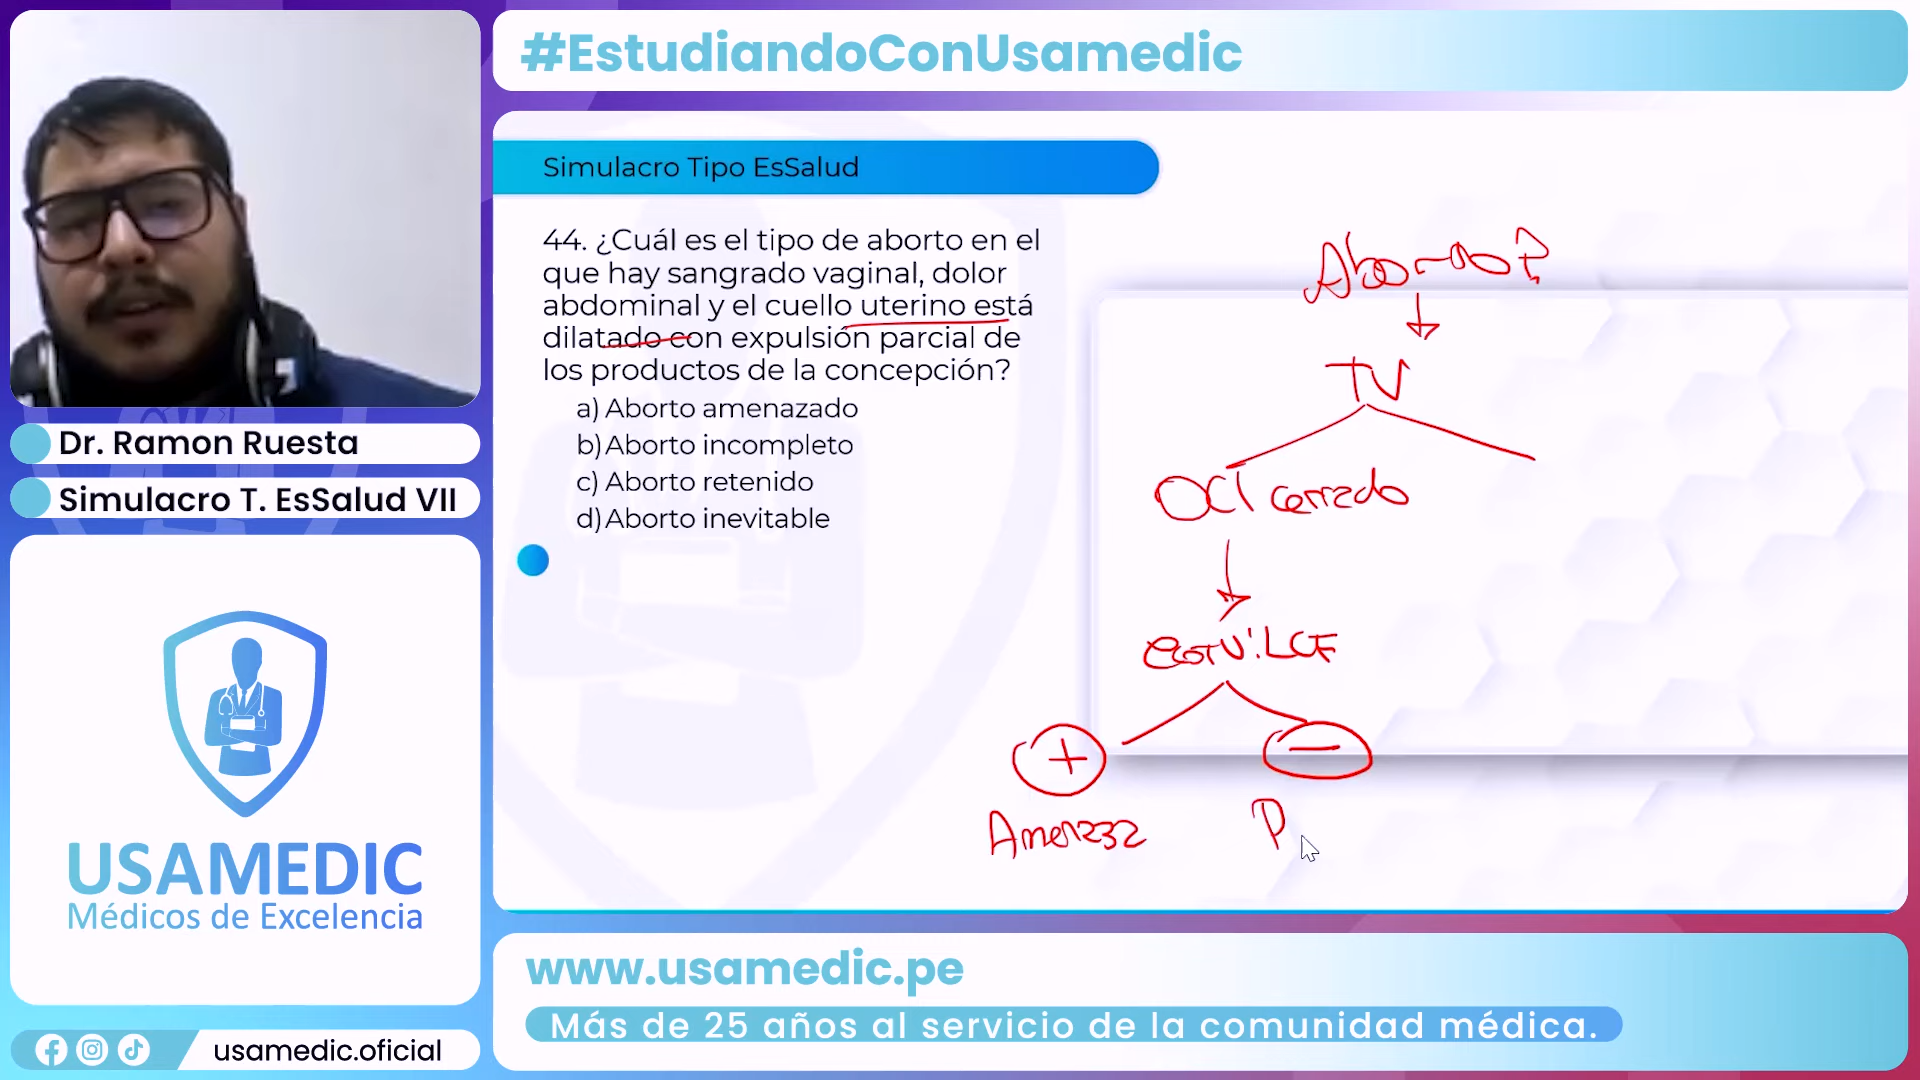 #EstudiandoConUsamedic
Simulacro Tipo EsSalud
44. ¿Cuál es el tipo de aborto en el
que hay sangrado vaginal, dolor
abdominal y el cuello uterino está
dilatado con expulsión parcial de
los productos de la concepción?
a) Aborto amenazado
b) Aborto incompleto
c) Aborto retenido
d) Aborto inevitable
TV
OCI cerrado
LCF
+
−
P
Dr. Ramon Ruesta
Simulacro T. EsSalud VII
USAMEDIC
Médicos de Excelencia
usamedic.oficial
www.usamedic.pe
Más de 25 años al servicio de la comunidad médica.